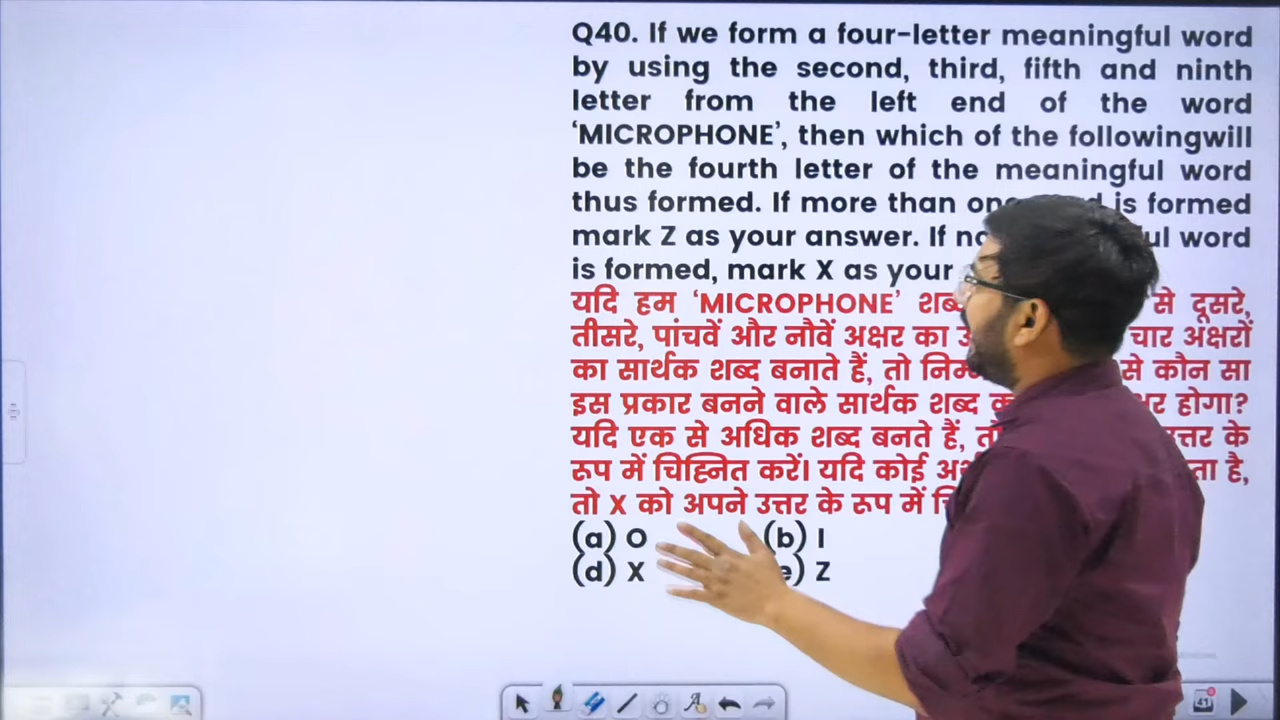 Q40. If we form a four-letter meaningful word
by using the second, third, fifth and ninth
letter from the left end of the word
‘MICROPHONE’, then which of the followingwill
be the fourth letter of the meaningful word
thus formed. If more than is formed
mark Z as your answer. If word
is formed, mark X as your
यदि हम ‘MICROPHONE’ से दूसरे,
तीसरे, पांचवें और नौवें अक्षर का चार अक्षरों
का सार्थक शब्द बनाते हैं, तो से कौन सा
इस प्रकार बनने वाले सार्थक शब्द होगा?
यदि एक से अधिक शब्द बनते हैं, के
रूप में चिह्नित करें। यदि कोई है,
तो X को अपने उत्तर के रूप में
(a) O (b) I
(d) X Z
41